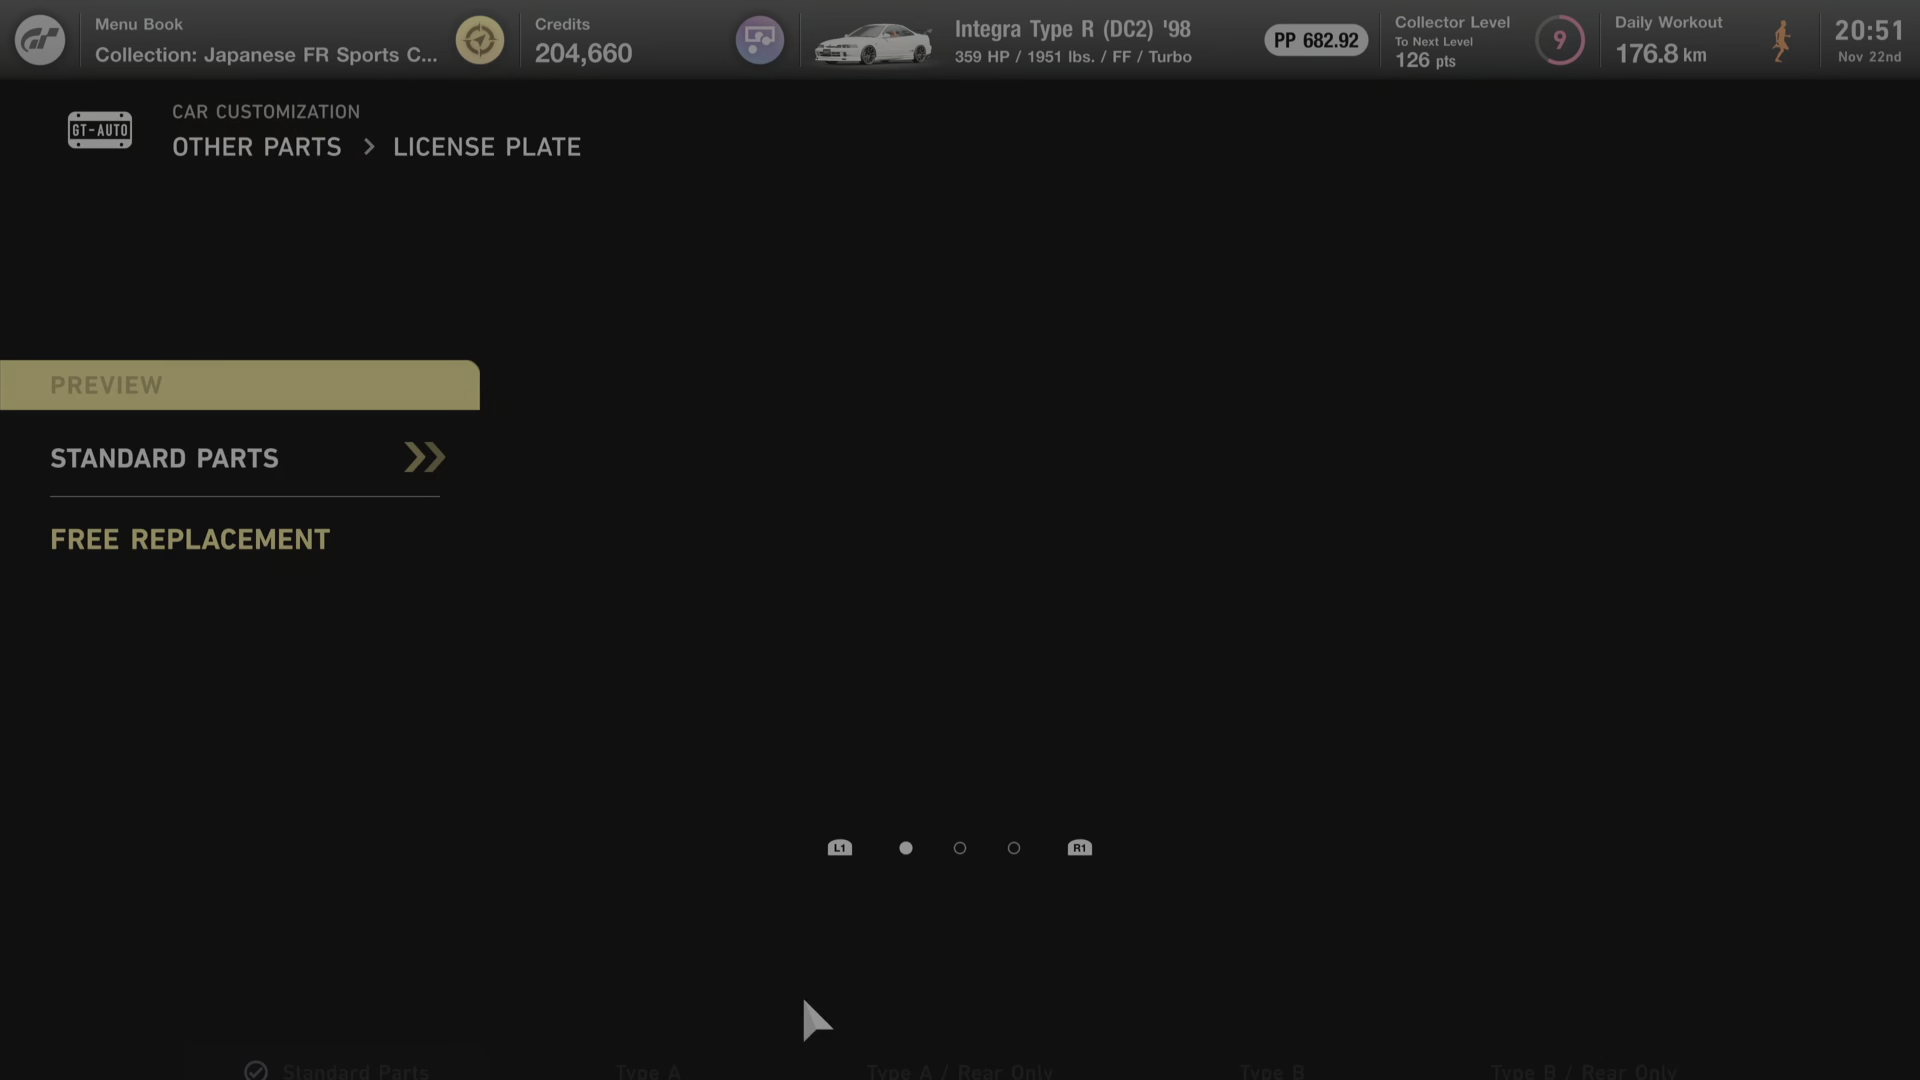 Menu Book
Collection: Japanese FR Sports C...
Credits
204,660
Integra Type R (DC2) '98
359 HP / 1951 lbs. / FF / Turbo
PP 682.92
Collector Level
To Next Level
126 pts
9
Daily Workout
176.8 km
20:51
Nov 22nd
GT-AUTO
CAR CUSTOMIZATION
OTHER PARTS > LICENSE PLATE
PREVIEW
STANDARD PARTS
FREE REPLACEMENT
L1
R1
Standard Parts
Type A
Type A / Rear Only
Type B
Type B / Rear Only